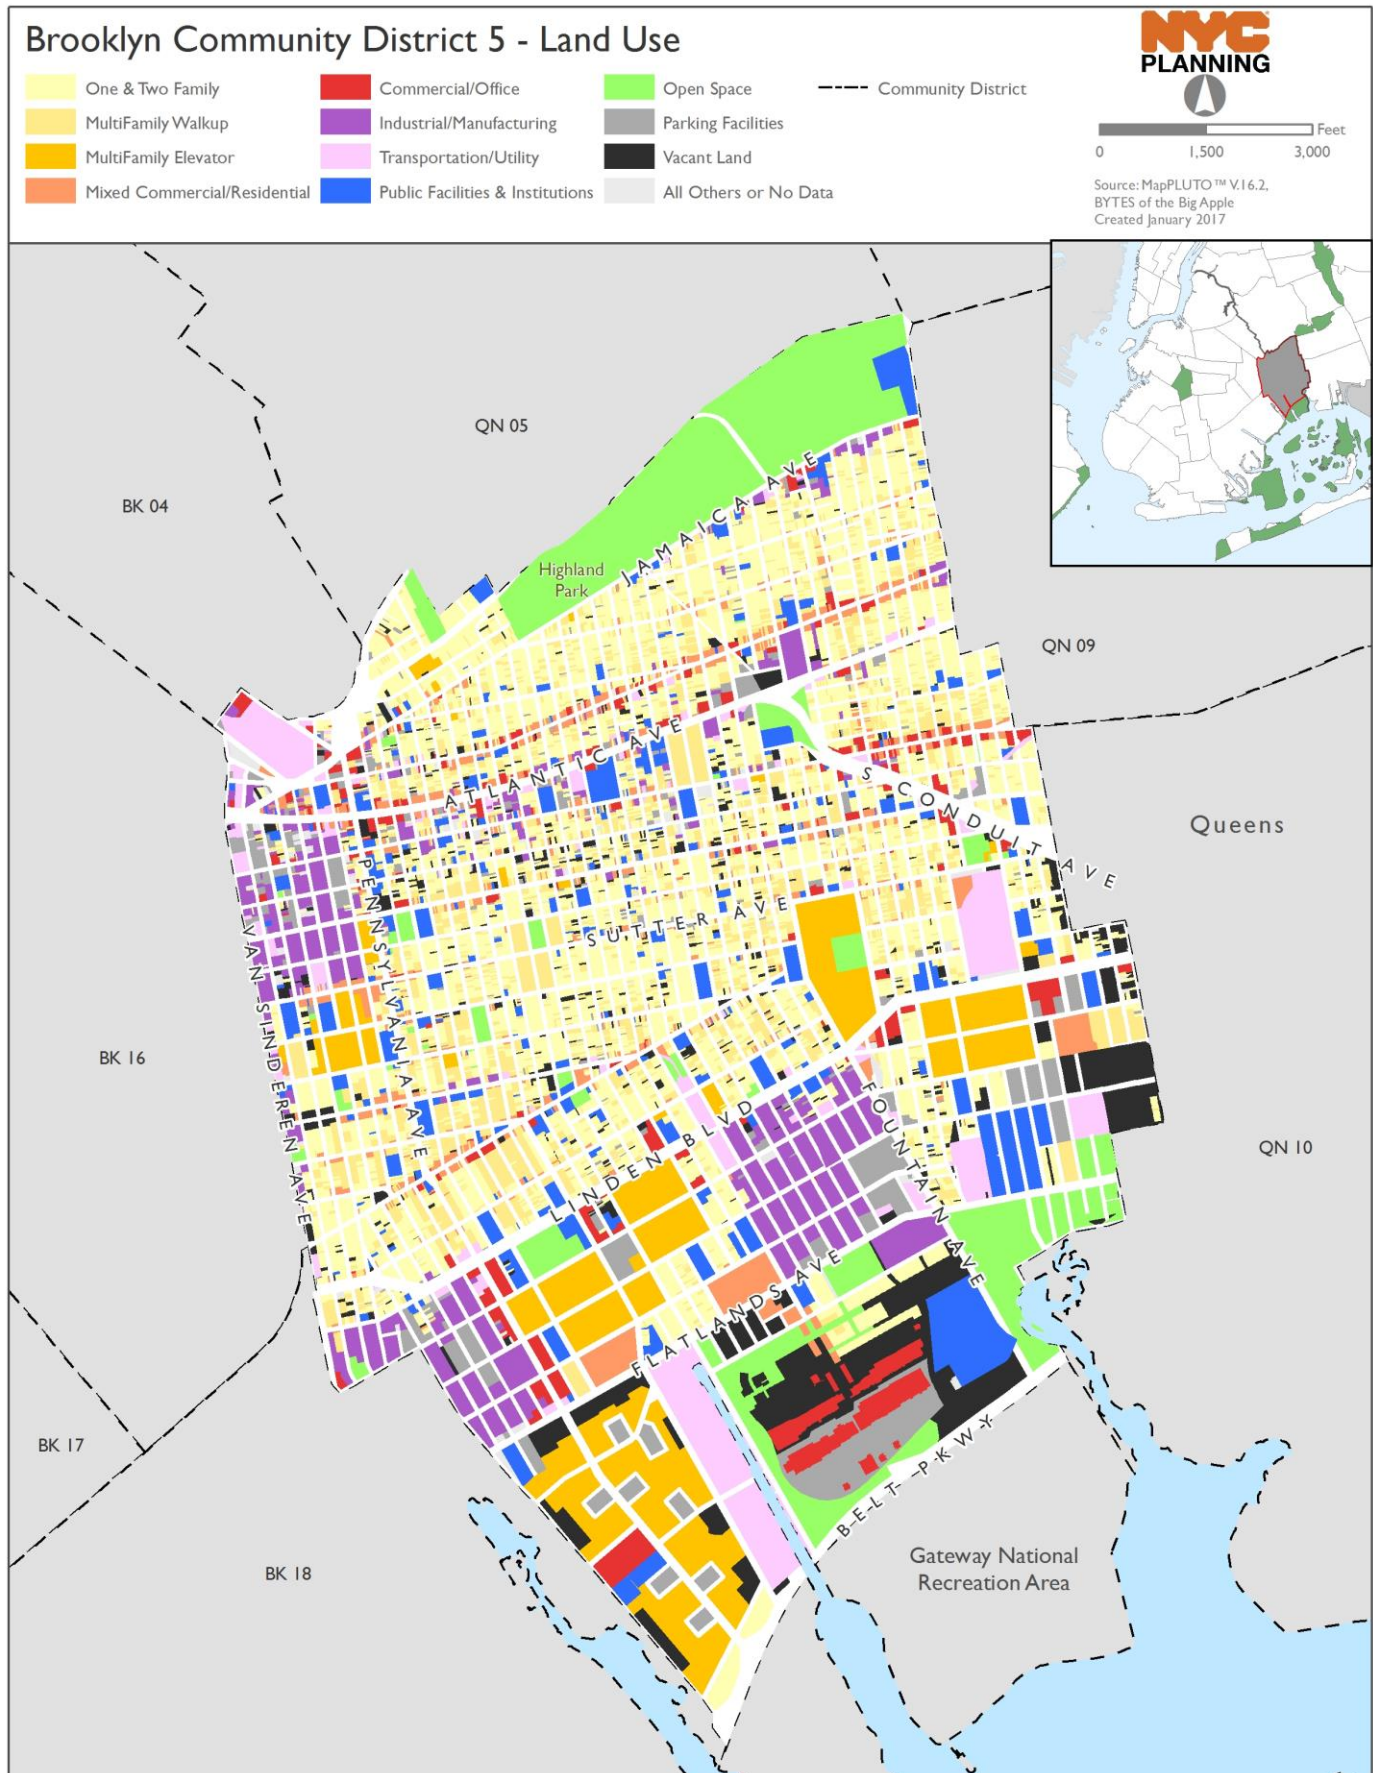 Brooklyn Community District 5 - Land Use
NYC
PLANNING
One & Two Family
MultiFamily Walkup
MultiFamily Elevator
Mixed Commercial/Residential
Commercial/Office
Industrial/Manufacturing
Transportation/Utility
Public Facilities & Institutions
Open Space
Parking Facilities
Vacant Land
All Others or No Data
Community District
Feet
0 1,500 3,000
Source: MapPLUTO™ V.16.2,
BYTES of the Big Apple
Created January 2017
QN 05
BK 04
Highland
Park
JAMAICA AVE
QN 09
ATLANTIC AVE
S CONDUIT AVE
Queens
PENNSYLVANIA AVE
VAN SINDEREN AVE
SUTTER AVE
BK 16
LINDEN BLVD
FOUNTAIN AVE
QN 10
FLATLANDS AVE
BK 17
BELT PKWY
BK 18
Gateway National
Recreation Area